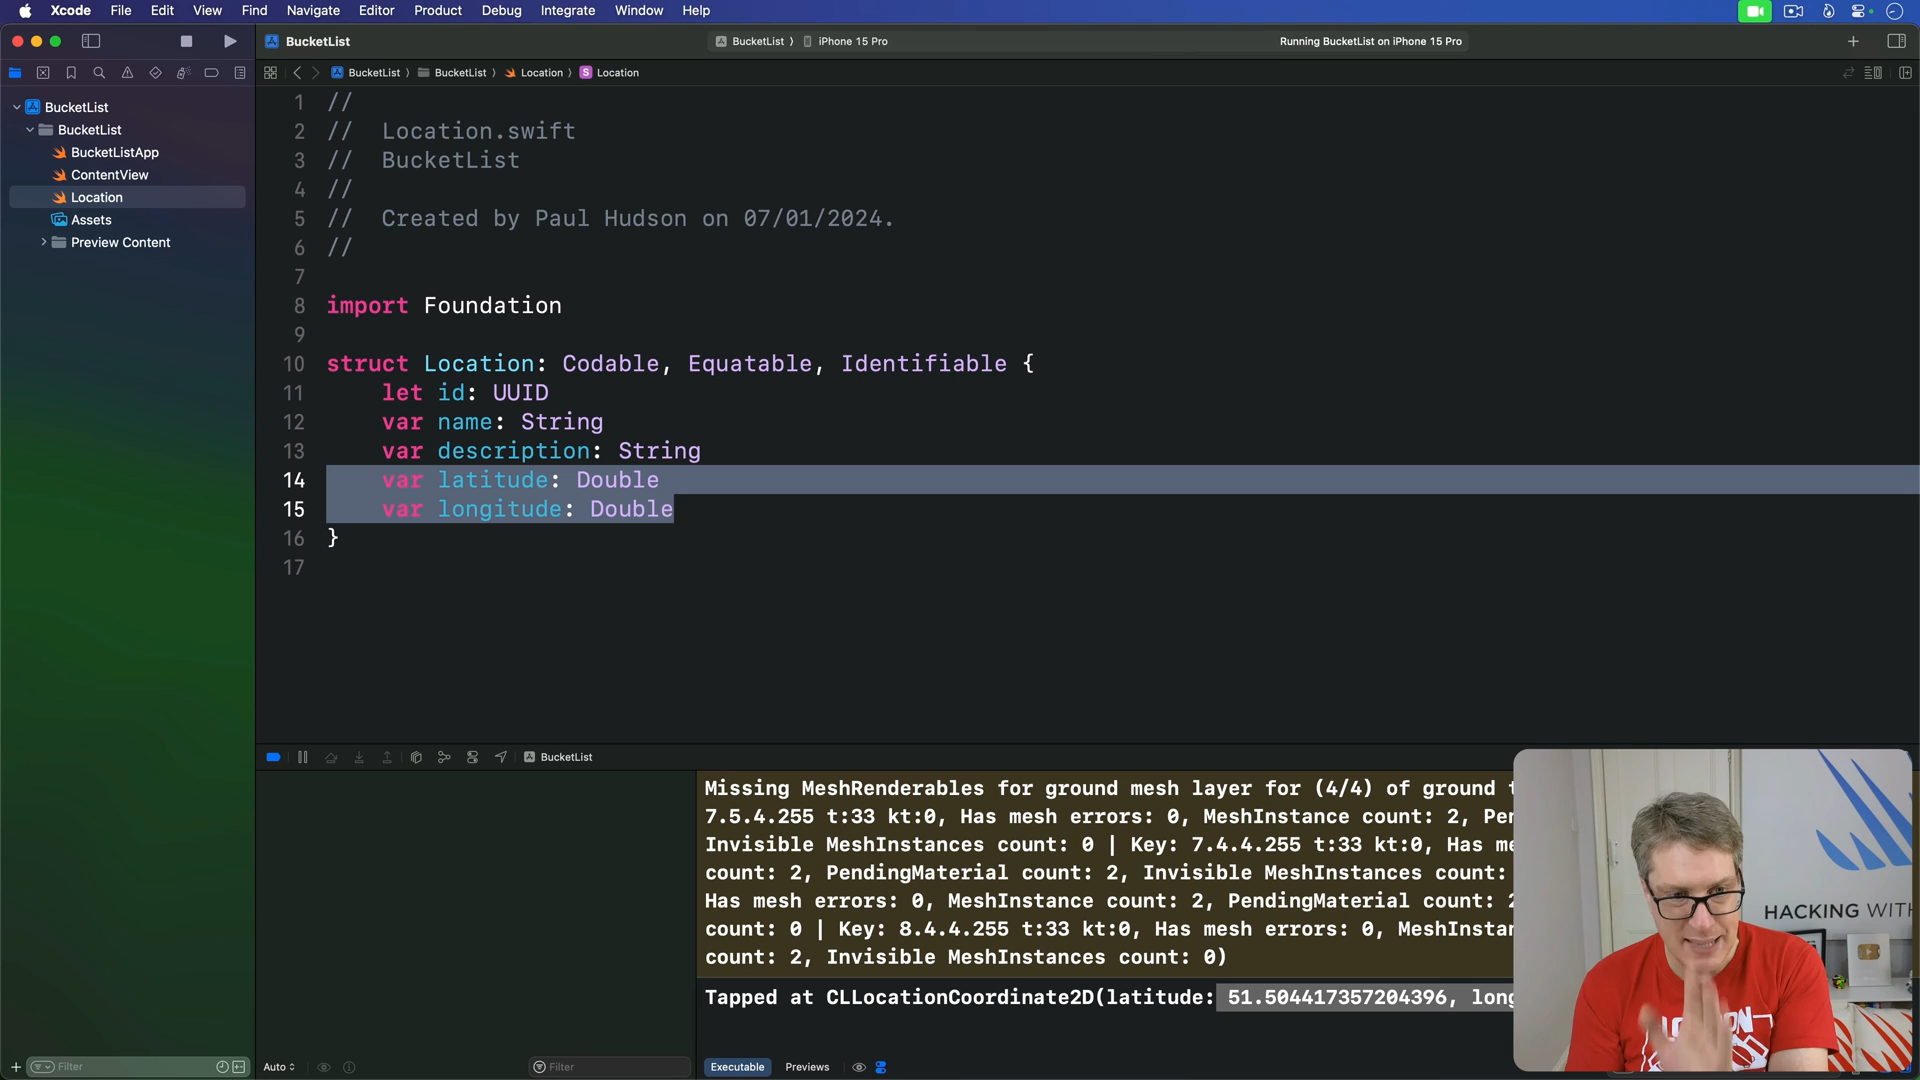 Xcode File Edit View Find Navigate Editor Product Debug Integrate Window Help
BucketList
BucketList 〉 iPhone 15 Pro
Running BucketList on iPhone 15 Pro
BucketList 〉 BucketList 〉 Location 〉 S Location
BucketList
BucketList
BucketListApp
ContentView
Location
Assets
Preview Content
1 //
2 // Location.swift
3 // BucketList
4 //
5 // Created by Paul Hudson on 07/01/2024.
6 //
7
8 import Foundation
9
10 struct Location: Codable, Equatable, Identifiable {
11 let id: UUID
12 var name: String
13 var description: String
14 var latitude: Double
15 var longitude: Double
16 }
17
BucketList
Missing MeshRenderables for ground mesh layer for (4/4) of ground
7.5.4.255 t:33 kt:0, Has mesh errors: 0, MeshInstance count: 2, Pen
Invisible MeshInstances count: 0 | Key: 7.4.4.255 t:33 kt:0, Has me
count: 2, PendingMaterial count: 2, Invisible MeshInstances count:
Has mesh errors: 0, MeshInstance count: 2, PendingMaterial count: 2
count: 0 | Key: 8.4.4.255 t:33 kt:0, Has mesh errors: 0, MeshInstan
count: 2, Invisible MeshInstances count: 0)
Tapped at CLLocationCoordinate2D(latitude: 51.504417357204396, long
HACKING WITH
Filter
Auto
Filter
Executable Previews